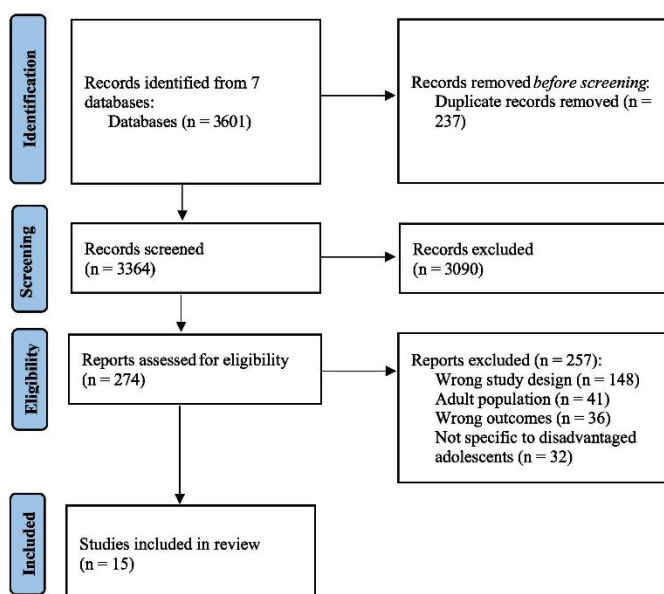 Identification
Records identified from 7
databases:
Databases (n = 3601)
Records removed before screening:
Duplicate records removed (n =
237)
Screening
Records screened
(n = 3364)
Records excluded
(n = 3090)
Eligibility
Reports assessed for eligibility
(n = 274)
Reports excluded (n = 257):
Wrong study design (n = 148)
Adult population (n = 41)
Wrong outcomes (n = 36)
Not specific to disadvantaged
adolescents (n = 32)
Included
Studies included in review
(n = 15)